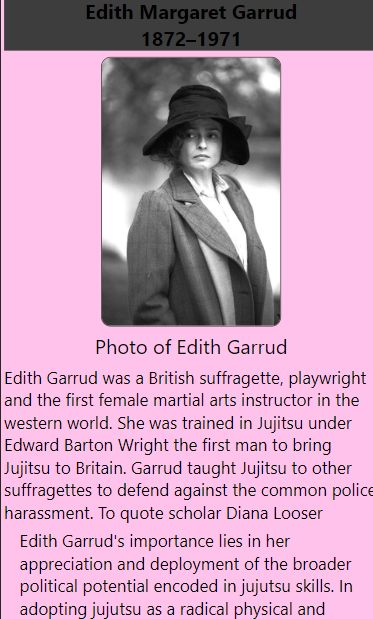 Edith Margaret Garrud
1872–1971
Photo of Edith Garrud
Edith Garrud was a British suffragette, playwright
and the first female martial arts instructor in the
western world. She was trained in Jujitsu under
Edward Barton Wright the first man to bring
Jujitsu to Britain. Garrud taught Jujitsu to other
suffragettes to defend against the common police
harassment. To quote scholar Diana Looser
Edith Garrud's importance lies in her
appreciation and deployment of the broader
political potential encoded in jujutsu skills. In
adopting jujutsu as a radical physical and